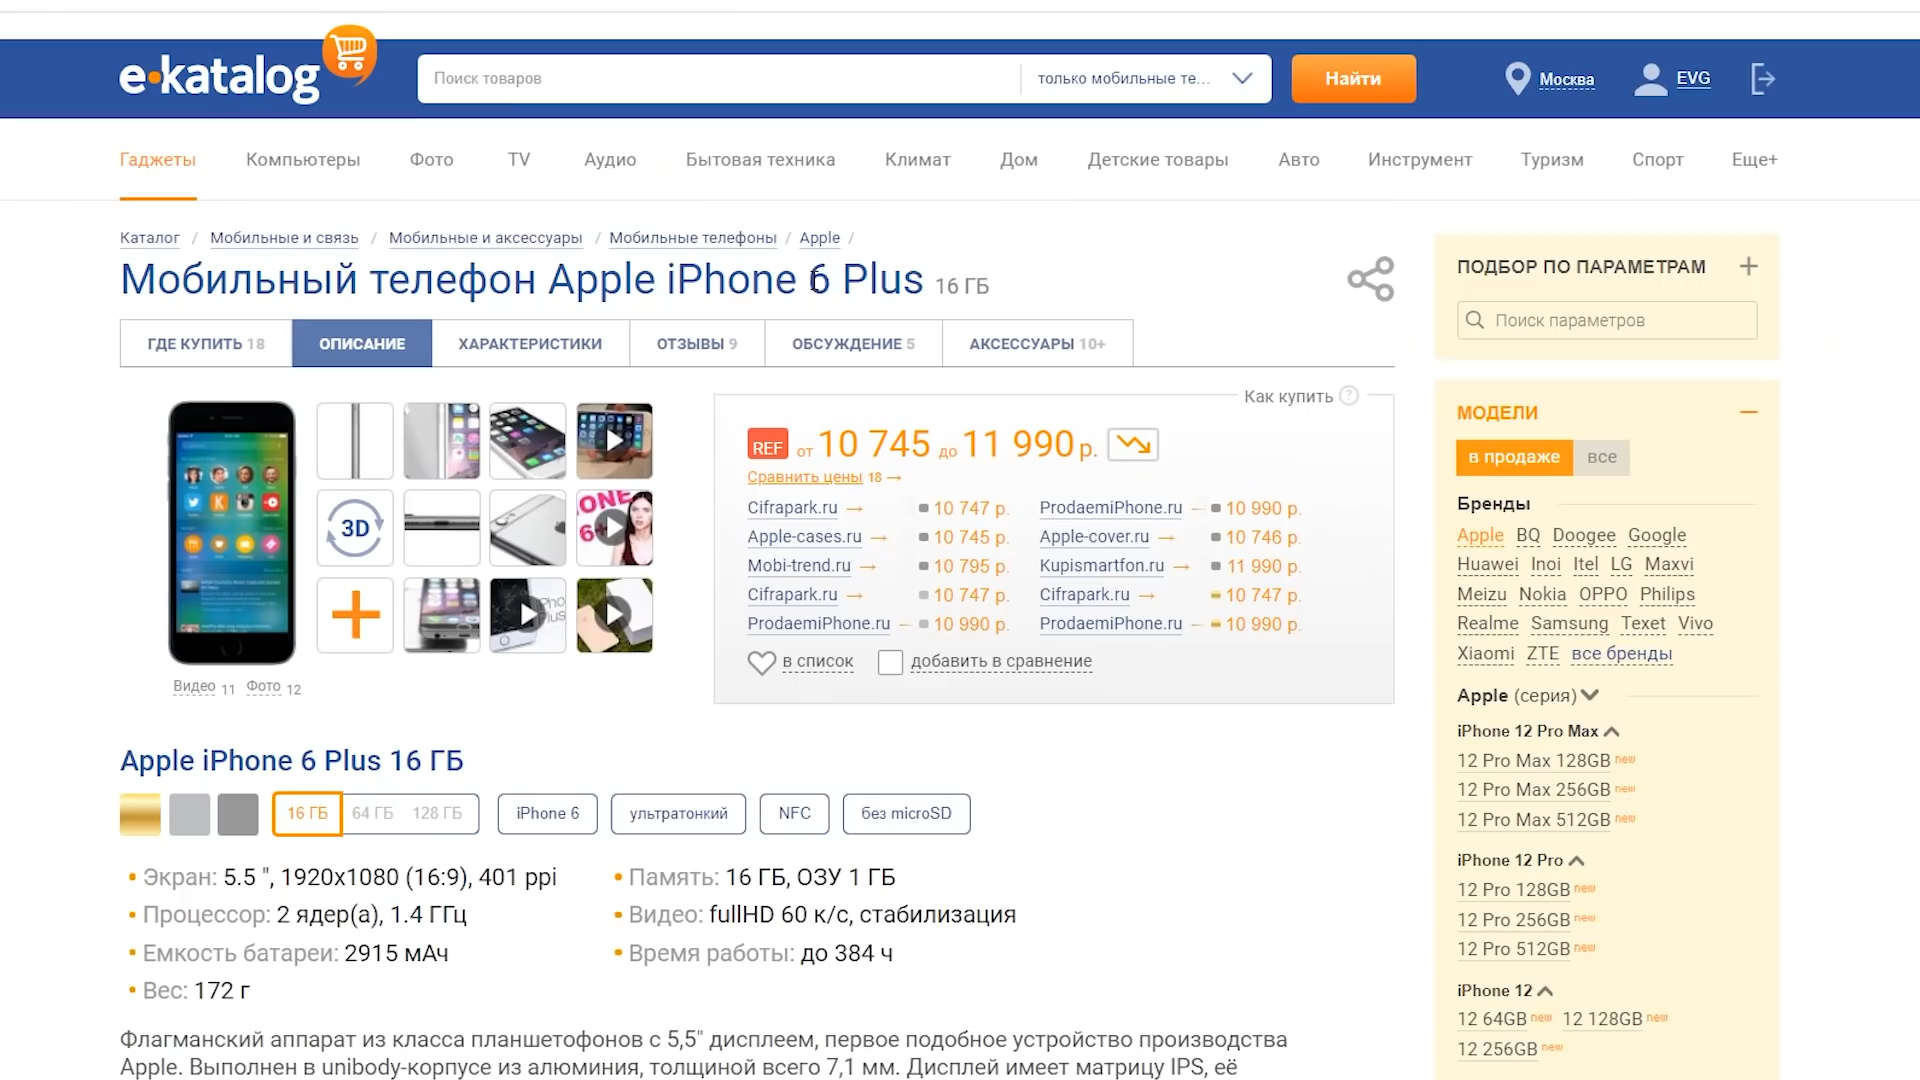 e•katalog
Поиск товаров
только мобильные те...
Найти
Москва
EVG
Гаджеты Компьютеры Фото TV Аудио Бытовая техника Климат Дом Детские товары Авто Инструмент Туризм Спорт Еще+
Каталог / Мобильные и связь / Мобильные и аксессуары / Мобильные телефоны / Apple /
Мобильный телефон Apple iPhone 6 Plus 16 ГБ
ГДЕ КУПИТЬ 18 ОПИСАНИЕ ХАРАКТЕРИСТИКИ ОТЗЫВЫ 9 ОБСУЖДЕНИЕ 5 АКСЕССУАРЫ 10+
3D
ONE
6+
Plus
Видео 11 Фото 12
Как купить ?
REF от 10 745 до 11 990 р.
Сравнить цены 18 →
Cifrapark.ru → 10 747 р. ProdaemiPhone.ru → 10 990 р.
Apple-cases.ru → 10 745 р. Apple-cover.ru → 10 746 р.
Mobi-trend.ru → 10 795 р. Kupismartfon.ru → 11 990 р.
Cifrapark.ru → 10 747 р. Cifrapark.ru → 10 747 р.
ProdaemiPhone.ru → 10 990 р. ProdaemiPhone.ru → 10 990 р.
в список добавить в сравнение
Apple iPhone 6 Plus 16 ГБ
16 ГБ 64 ГБ 128 ГБ iPhone 6 ультратонкий NFC без microSD
• Экран: 5.5 ", 1920x1080 (16:9), 401 ppi
• Процессор: 2 ядер(а), 1.4 ГГц
• Емкость батареи: 2915 мАч
• Вес: 172 г
• Память: 16 ГБ, ОЗУ 1 ГБ
• Видео: fullHD 60 к/с, стабилизация
• Время работы: до 384 ч
Флагманский аппарат из класса планшетофонов с 5,5" дисплеем, первое подобное устройство производства
Apple. Выполнен в unibody-корпусе из алюминия, толщиной всего 7,1 мм. Дисплей имеет матрицу IPS, её
ПОДБОР ПО ПАРАМЕТРАМ +
Поиск параметров
МОДЕЛИ
в продаже все
Бренды
Apple BQ Doogee Google
Huawei Inoi Itel LG Maxvi
Meizu Nokia OPPO Philips
Realme Samsung Texet Vivo
Xiaomi ZTE все бренды
Apple (серия)
iPhone 12 Pro Max
12 Pro Max 128GB new
12 Pro Max 256GB new
12 Pro Max 512GB new
iPhone 12 Pro
12 Pro 128GB new
12 Pro 256GB new
12 Pro 512GB new
iPhone 12
12 64GB new 12 128GB new
12 256GB new